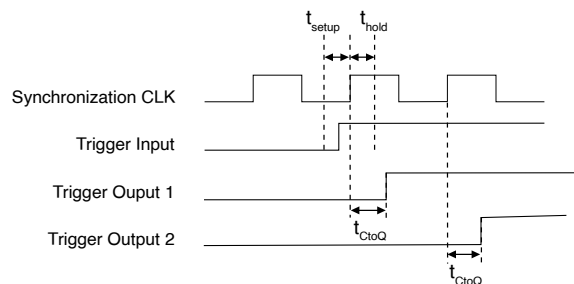 t_setup t_hold
Synchronization CLK
Trigger Input
Trigger Ouput 1
t_CtoQ
Trigger Output 2
t_CtoQ